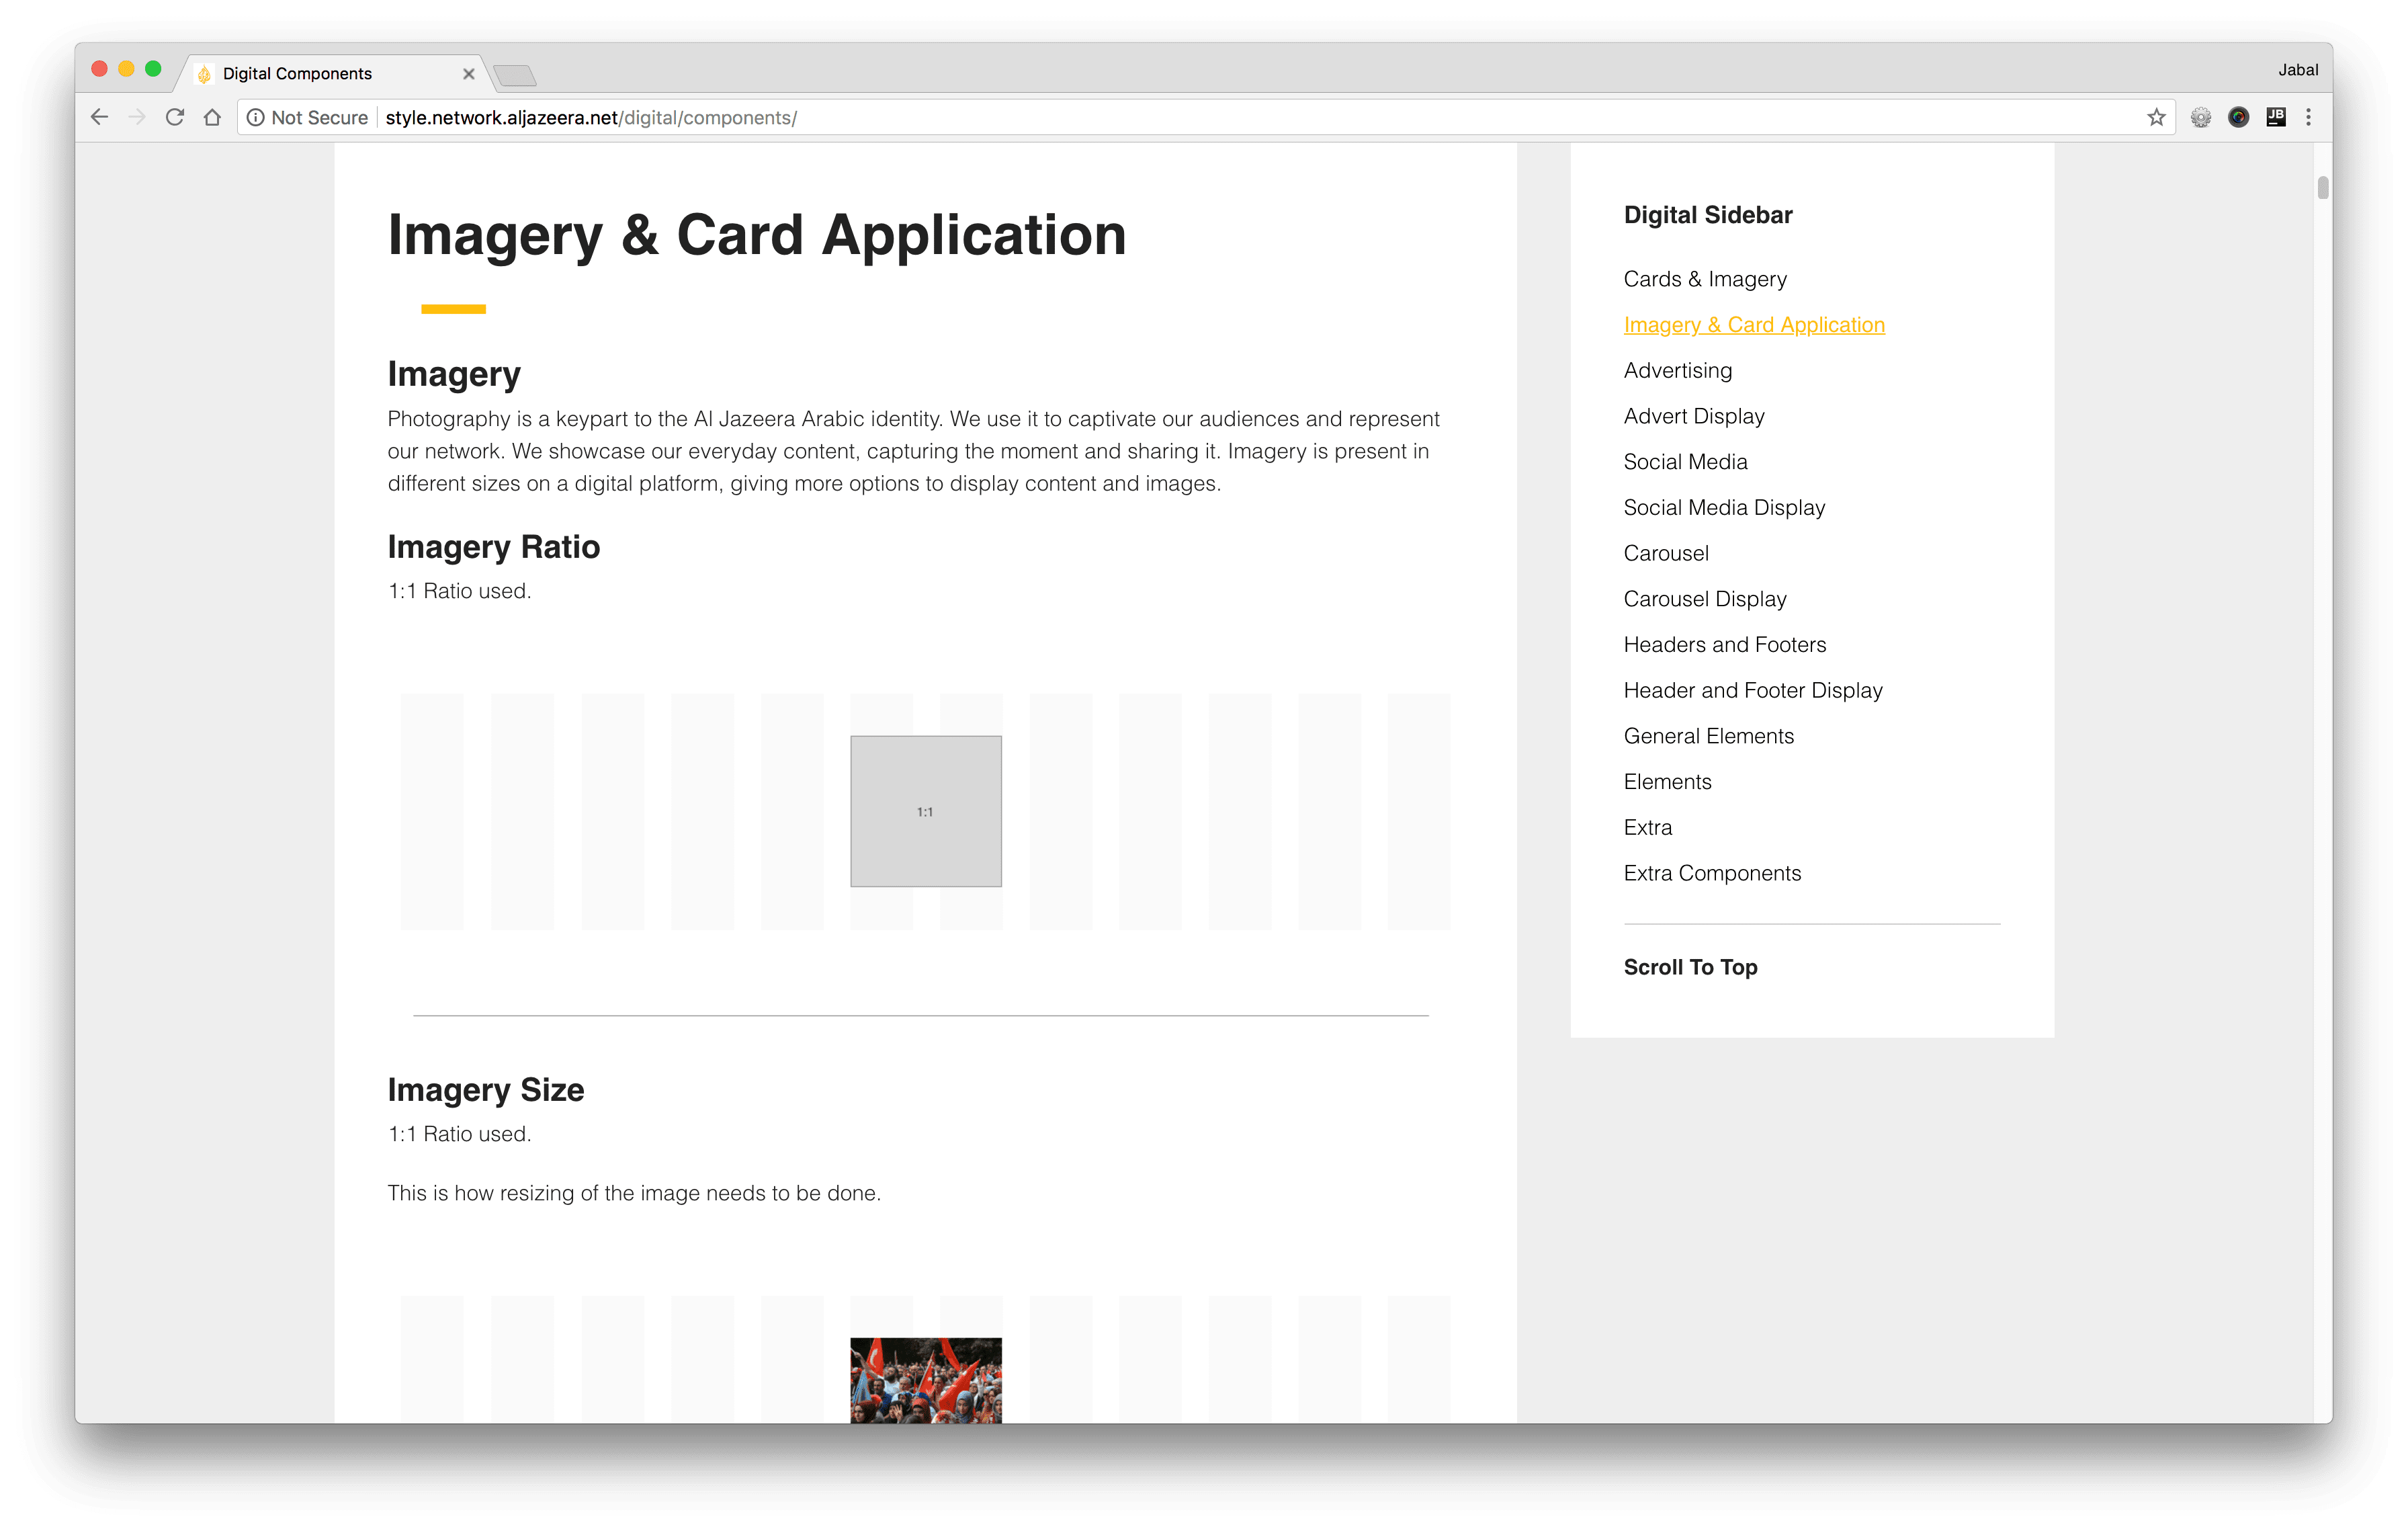 Digital Components
Jabal
Not Secure
style.network.aljazeera.net/digital/components/
JB
Imagery & Card Application
Imagery
Photography is a keypart to the Al Jazeera Arabic identity. We use it to captivate our audiences and represent
our network. We showcase our everyday content, capturing the moment and sharing it. Imagery is present in
different sizes on a digital platform, giving more options to display content and images.
Imagery Ratio
1:1 Ratio used.
1:1
Imagery Size
1:1 Ratio used.
This is how resizing of the image needs to be done.
Digital Sidebar
Cards & Imagery
Imagery & Card Application
Advertising
Advert Display
Social Media
Social Media Display
Carousel
Carousel Display
Headers and Footers
Header and Footer Display
General Elements
Elements
Extra
Extra Components
Scroll To Top